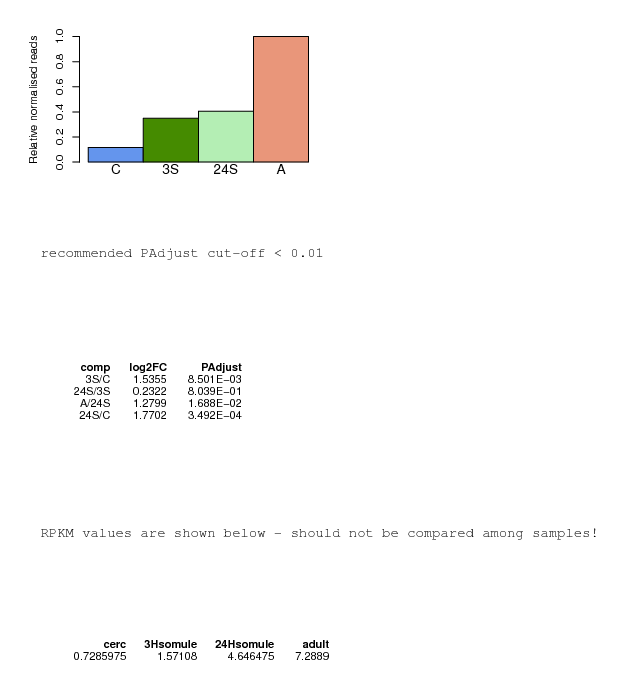 Relative normalised reads
1.0
0.8
0.6
0.4
0.2
0.0
C 3S 24S A
recommended PAdjust cut-off < 0.01
comp log2FC PAdjust
3S/C 1.5355 8.501E−03
24S/3S 0.2322 8.039E−01
A/24S 1.2799 1.688E−02
24S/C 1.7702 3.492E−04
RPKM values are shown below - should not be compared among samples!
cerc 3Hsomule 24Hsomule adult
0.7285975 1.57108 4.646475 7.2889